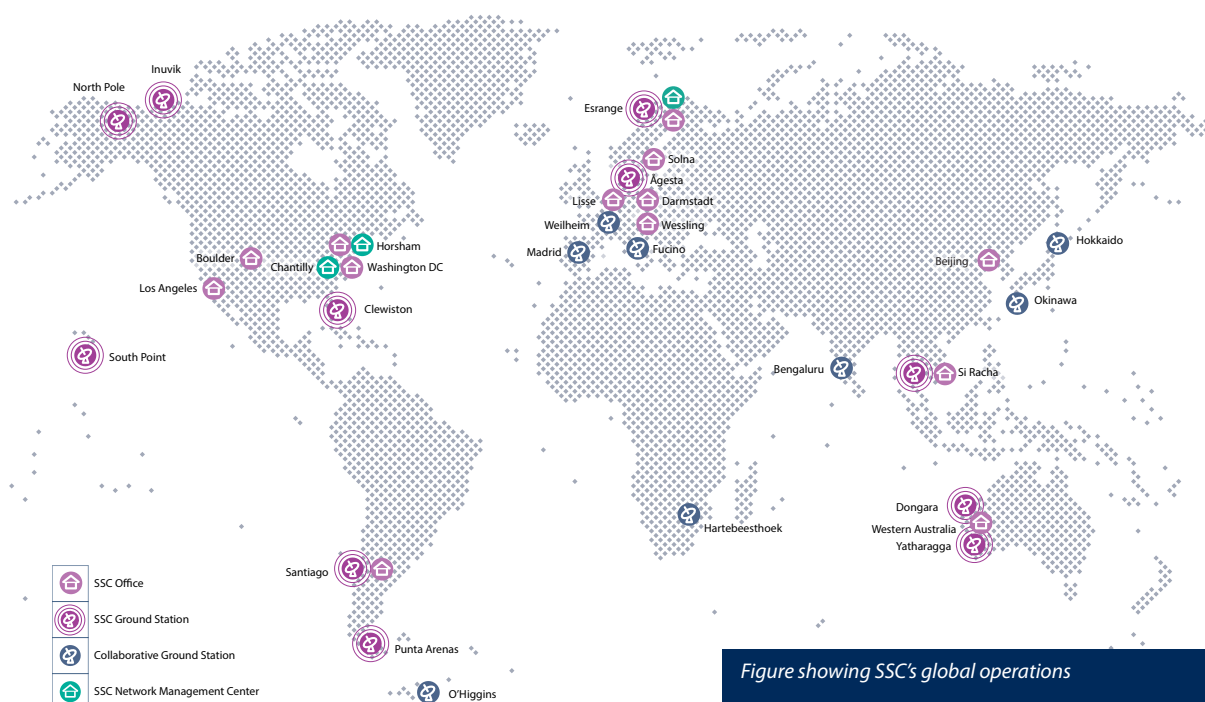 Inuvik
North Pole
Esrange
Solna
Ågesta
Lisse
Darmstadt
Weilheim
Wessling
Madrid
Fucino
Horsham
Boulder
Chantilly
Washington DC
Los Angeles
Clewiston
Hokkaido
Beijing
Okinawa
South Point
Bengaluru
Si Racha
Dongara
Hartebeesthoek
Western Australia
Yatharagga
Santiago
Punta Arenas
O'Higgins
SSC Office
SSC Ground Station
Collaborative Ground Station
SSC Network Management Center
Figure showing SSC's global operations